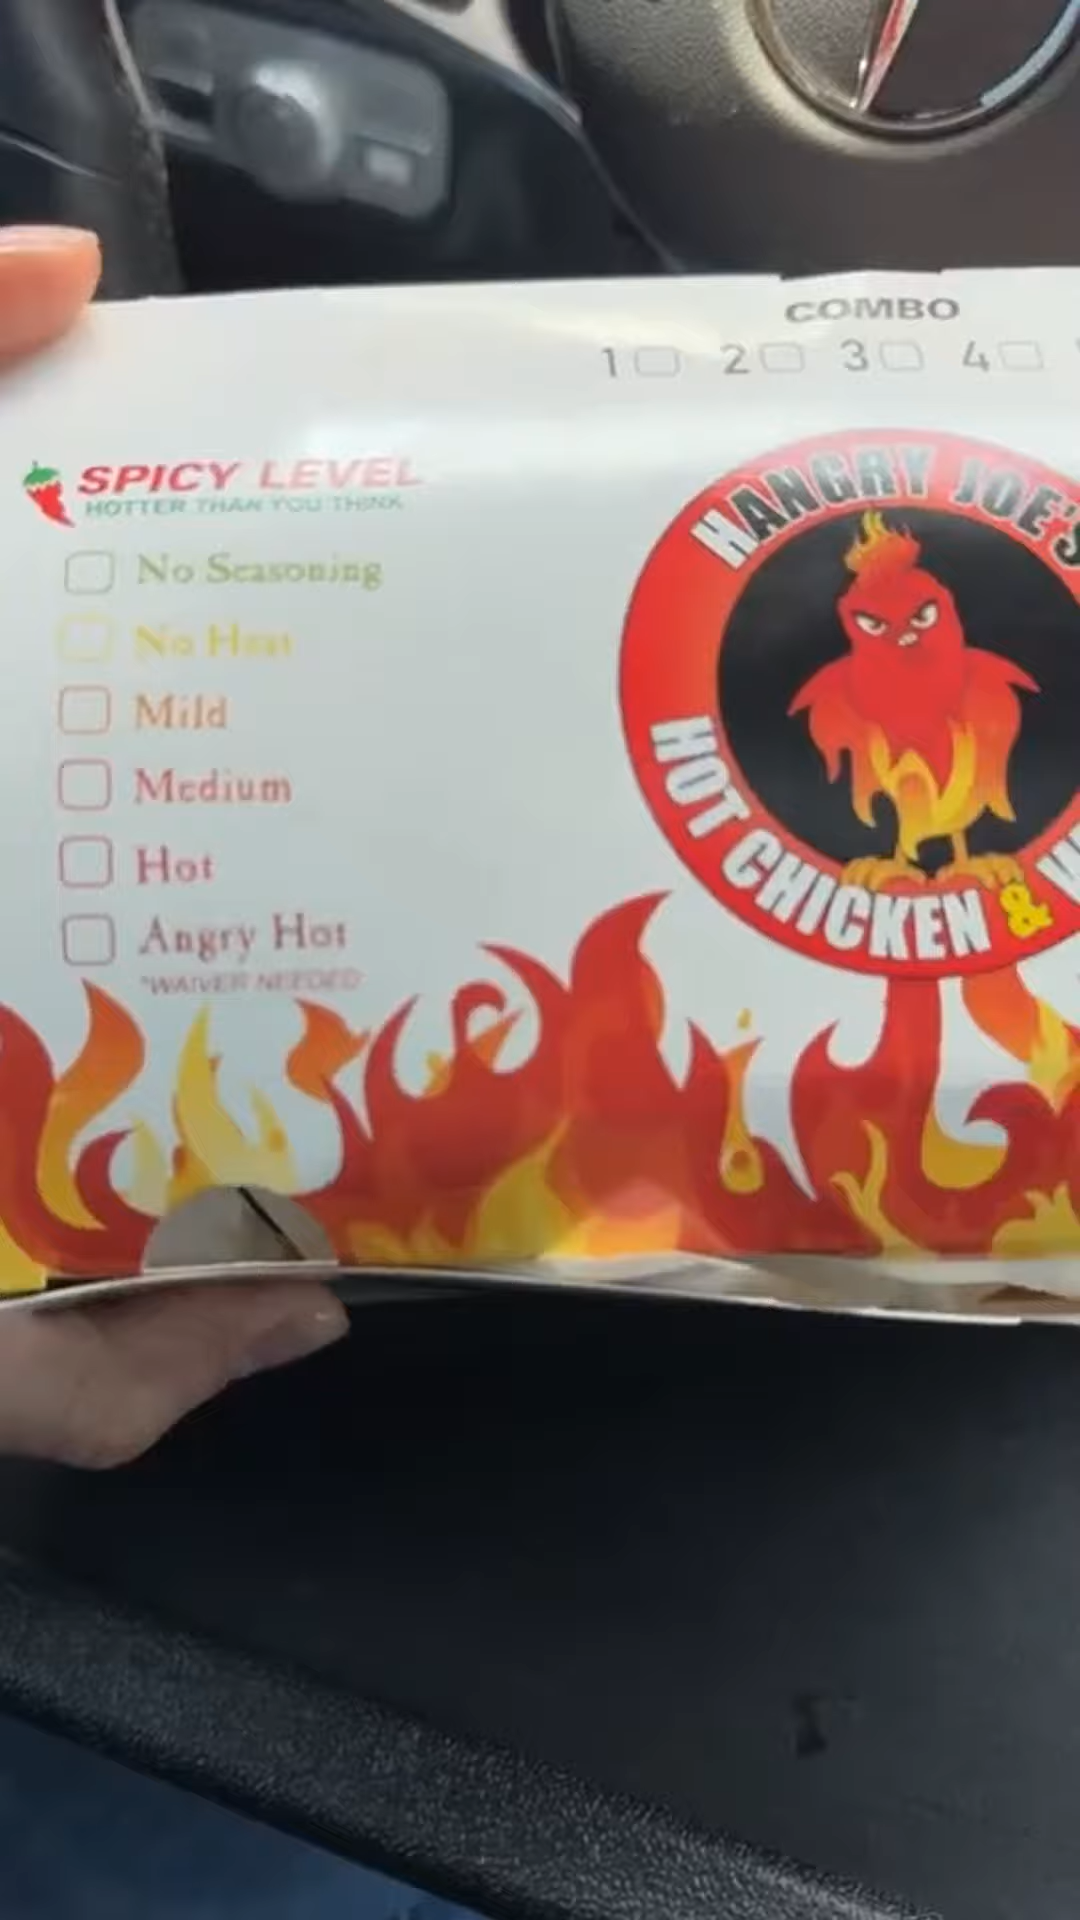 COMBO
1 2 3 4
SPICY LEVEL
HOTTER THAN YOU THINK
No Seasoning
No Heat
Mild
Medium
Hot
Angry Hot
*WAIVER NEEDED
HANGRY JOE'S
HOT CHICKEN &